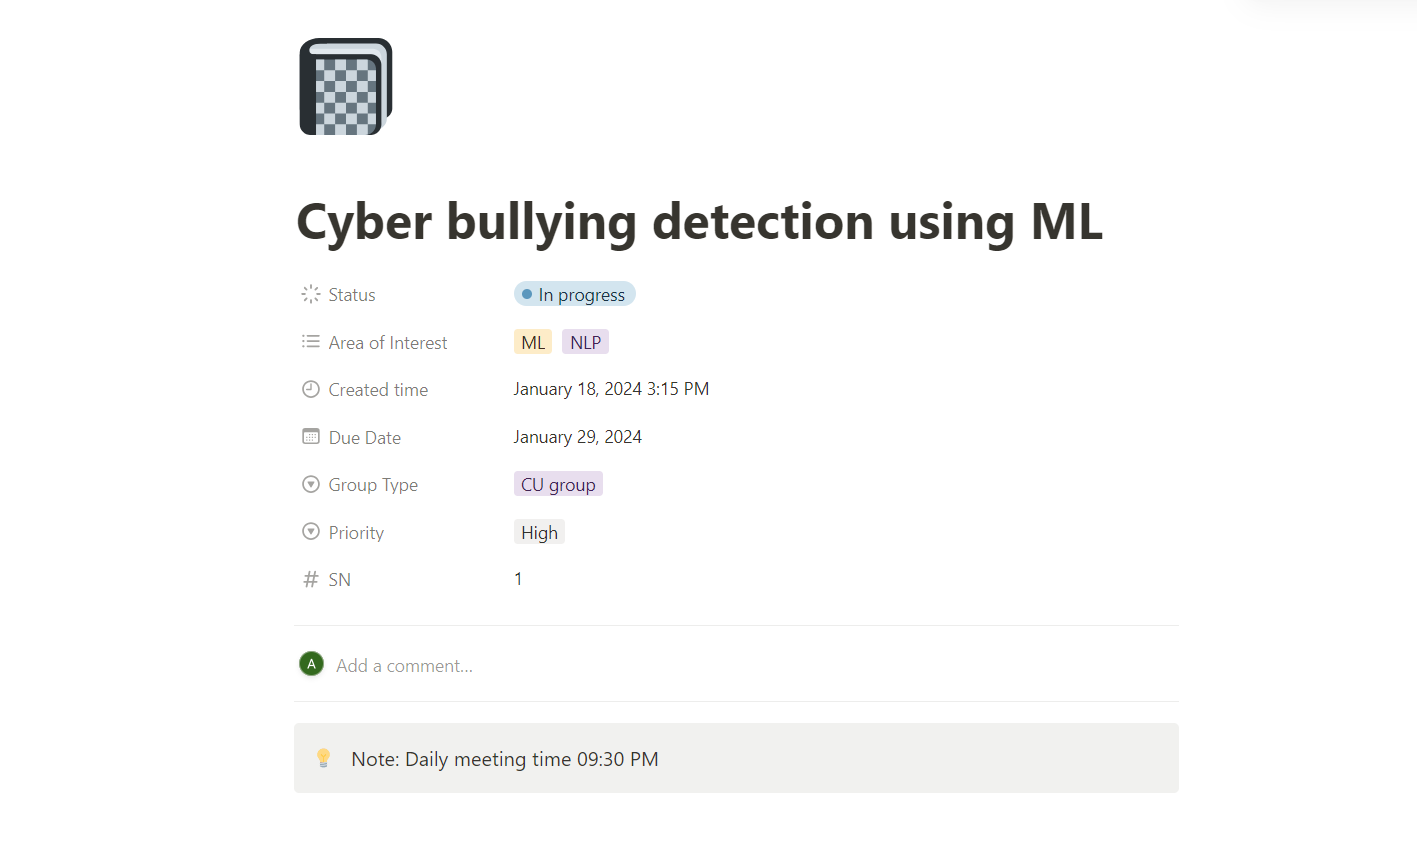 Cyber bullying detection using ML
Status In progress
Area of Interest ML NLP
Created time January 18, 2024 3:15 PM
Due Date January 29, 2024
Group Type CU group
Priority High
# SN 1
A Add a comment...
Note: Daily meeting time 09:30 PM